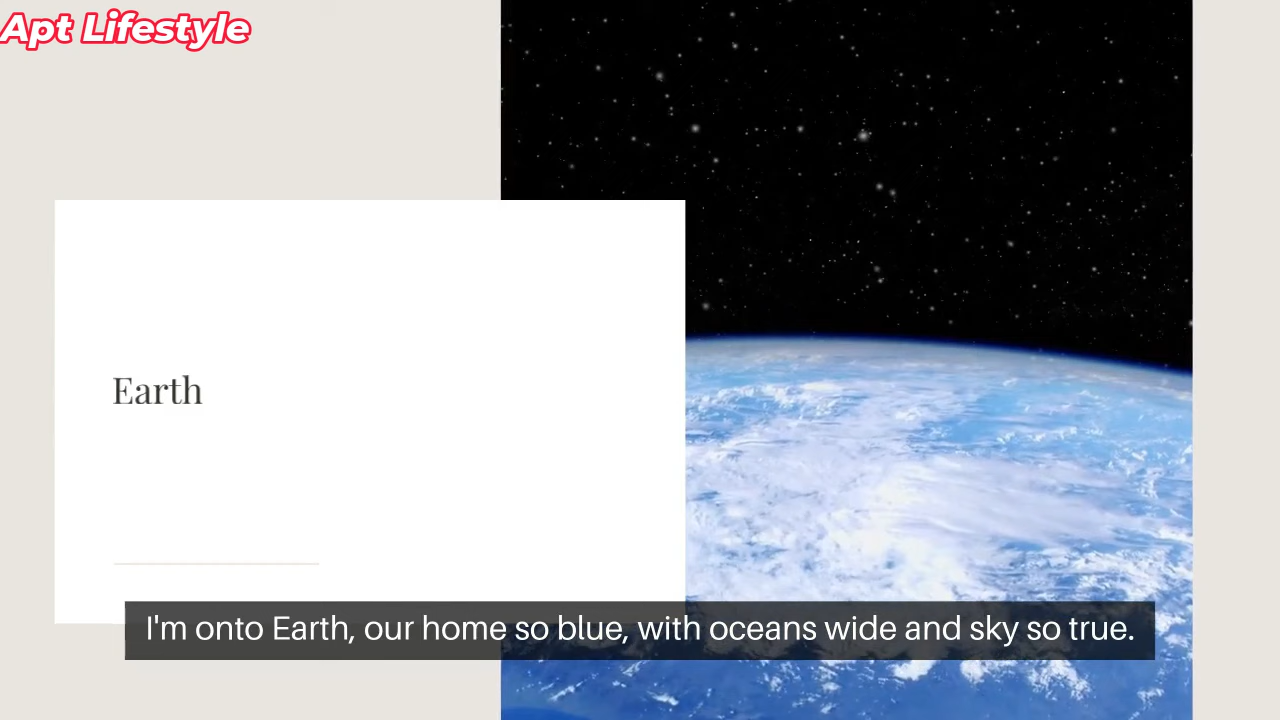 Apt Lifestyle
Earth
I'm onto Earth, our home so blue, with oceans wide and sky so true.